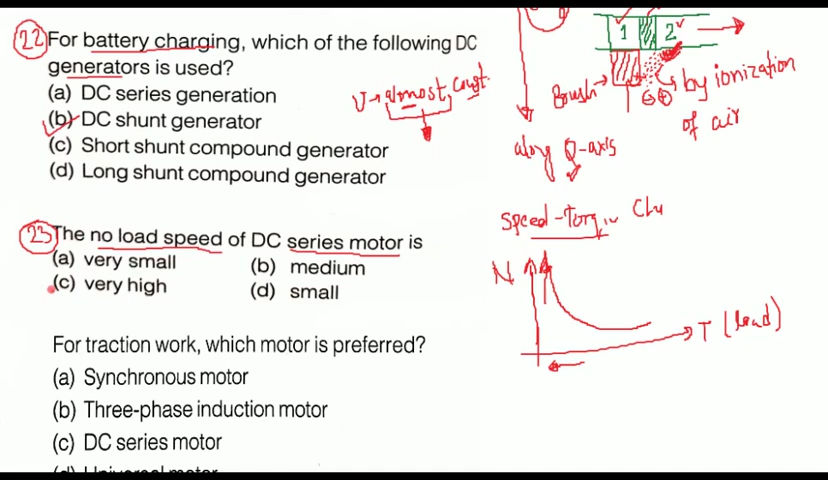 22 For battery charging, which of the following DC
generators is used?
(a) DC series generation
(b) DC shunt generator
(c) Short shunt compound generator
(d) Long shunt compound generator
V → almost const.
1 2
Brush
by ionization
of air
along Q-axis
23 The no load speed of DC series motor is
(a) very small (b) medium
(c) very high (d) small
Speed-Torq
N
T (load)
For traction work, which motor is preferred?
(a) Synchronous motor
(b) Three-phase induction motor
(c) DC series motor